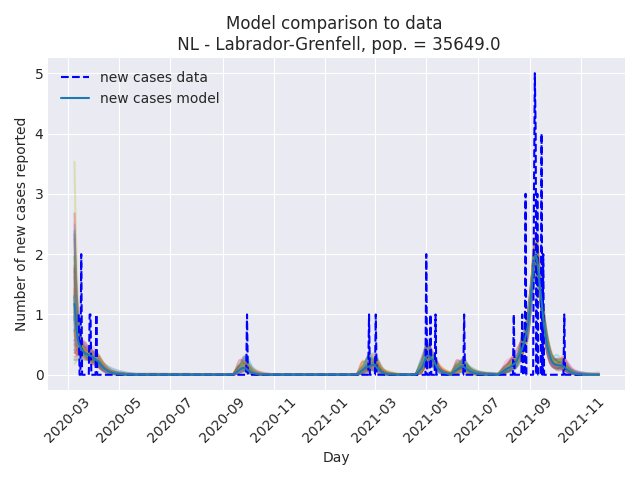 Model comparison to data
NL - Labrador-Grenfell, pop. = 35649.0
new cases data
new cases model
Number of new cases reported
5
4
3
2
1
0
2020-03
2020-05
2020-07
2020-09
2020-11
2021-01
2021-03
2021-05
2021-07
2021-09
2021-11
Day